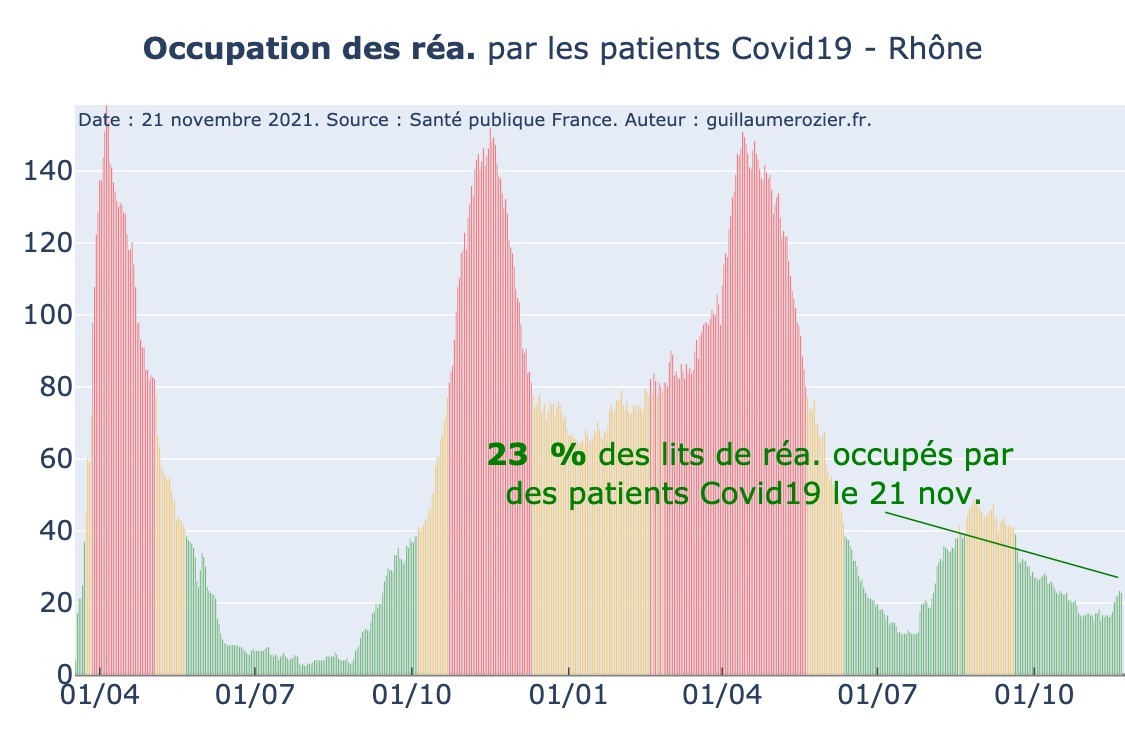 Occupation des réa. par les patients Covid19 - Rhône
Date : 21 novembre 2021. Source : Santé publique France. Auteur : guillaumerozier.fr.
140
120
100
80
60
40
20
0
23 % des lits de réa. occupés par
des patients Covid19 le 21 nov.
01/04 01/07 01/10 01/01 01/04 01/07 01/10